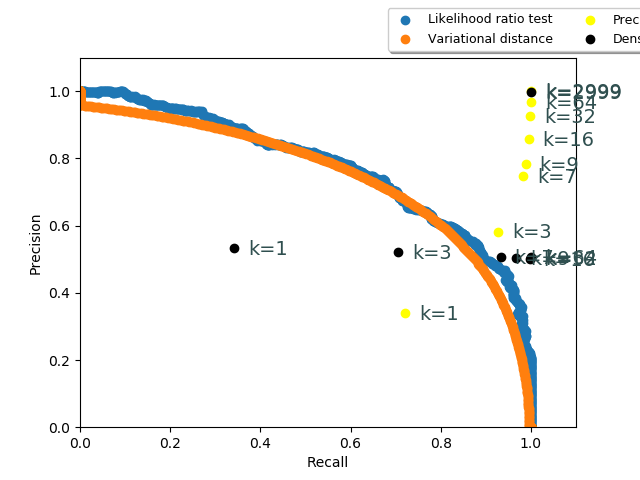 Likelihood ratio test
Variational distance
k=2999
k=64
k=32
k=16
k=9
k=7
k=3
k=1
k=3
k=1
1.0
0.8
0.6
0.4
0.2
0.0
Precision
0.0 0.2 0.4 0.6 0.8 1.0
Recall